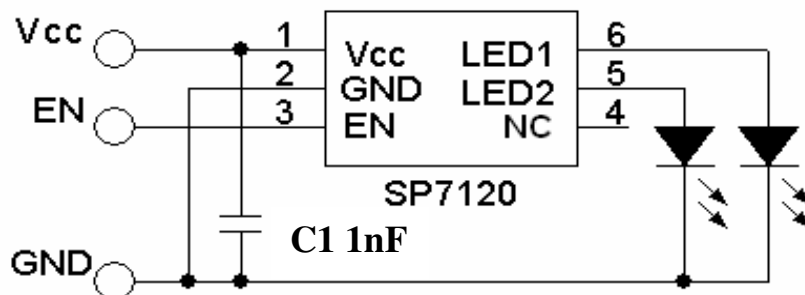 Vcc
EN
GND
1
2
3
Vcc
GND
EN
LED1
LED2
NC
6
5
4
SP7120
C1 1nF